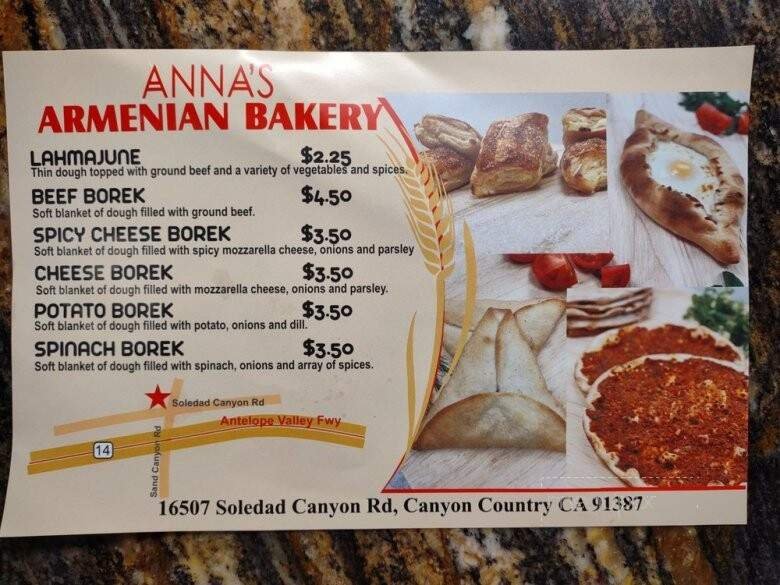 ANNA'S
ARMENIAN BAKERY
LAHMAJUNE $2.25
Thin dough topped with ground beef and a variety of vegetables and spices.
BEEF BOREK $4.50
Soft blanket of dough filled with ground beef.
SPICY CHEESE BOREK $3.50
Soft blanket of dough filled with spicy mozzarella cheese, onions and parsley
CHEESE BOREK $3.50
Soft blanket of dough filled with mozzarella cheese, onions and parsley.
POTATO BOREK $3.50
Soft blanket of dough filled with potato, onions and dill.
SPINACH BOREK $3.50
Soft blanket of dough filled with spinach, onions and array of spices.
Soledad Canyon Rd
Antelope Valley Fwy
14
Sand Canyon Rd
16507 Soledad Canyon Rd, Canyon Country CA 91387